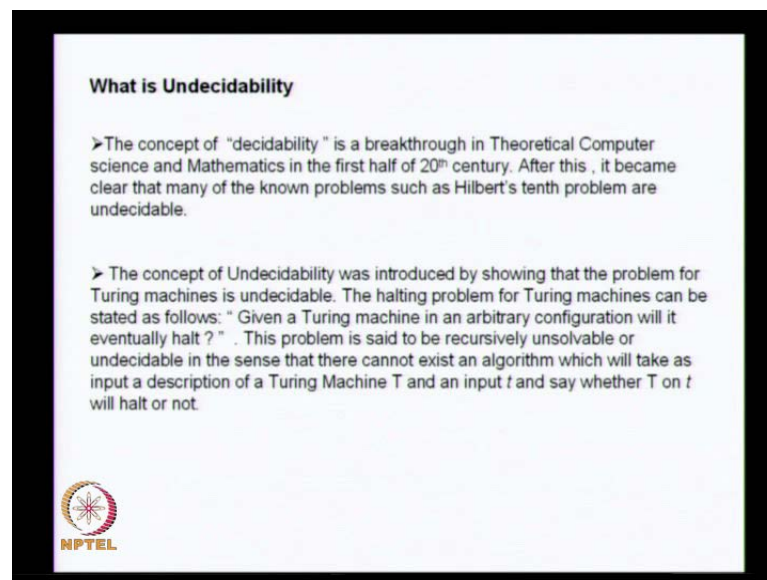 What is Undecidability
➢The concept of “decidability ” is a breakthrough in Theoretical Computer
science and Mathematics in the first half of 20th century. After this , it became
clear that many of the known problems such as Hilbert's tenth problem are
undecidable.
➢ The concept of Undecidability was introduced by showing that the problem for
Turing machines is undecidable. The halting problem for Turing machines can be
stated as follows: “ Given a Turing machine in an arbitrary configuration will it
eventually halt ? ” . This problem is said to be recursively unsolvable or
undecidable in the sense that there cannot exist an algorithm which will take as
input a description of a Turing Machine T and an input t and say whether T on t
will halt or not.
NPTEL